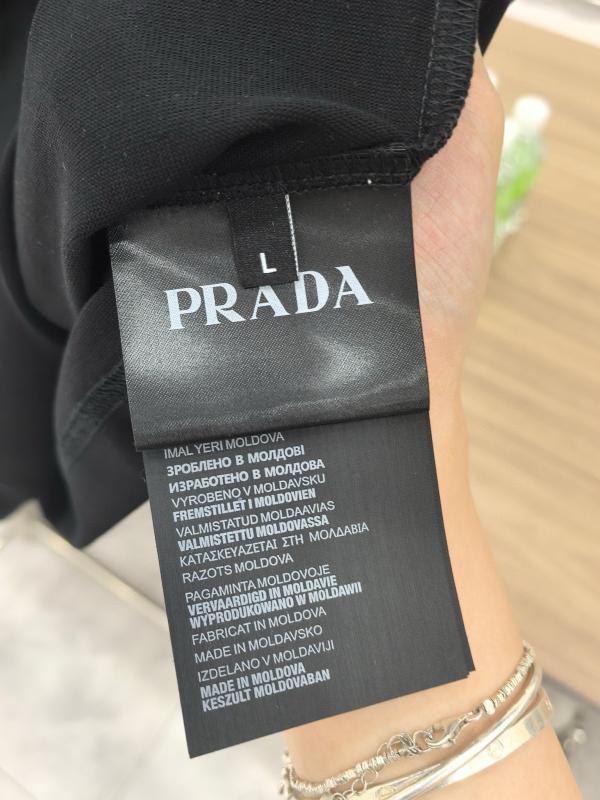 L
PRADA
IMAL YERI MOLDOVA
ЗРОБЛЕНО В МОЛДОВІ
ИЗРАБОТЕНО В МОЛДОВА
VYROBENO V MOLDAVSKU
FREMSTILLET I MOLDOVIEN
VALMISTATUD MOLDAAVIAS
VALMISTETTU MOLDOVASSA
ΚΑΤΑΣΚΕΥΑΖΕΤΑΙ ΣΤΗ ΜΟΛΔΑΒΙΑ
RAZOTS MOLDOVA
PAGAMINTA MOLDOVOJE
VERVAARDIGD IN MOLDAVIE
WYPRODUKOWANO W MOLDAWII
FABRICAT IN MOLDOVA
MADE IN MOLDAVSKO
IZDELANO V MOLDAVIJI
MADE IN MOLDOVA
KESZULT MOLDOVABAN